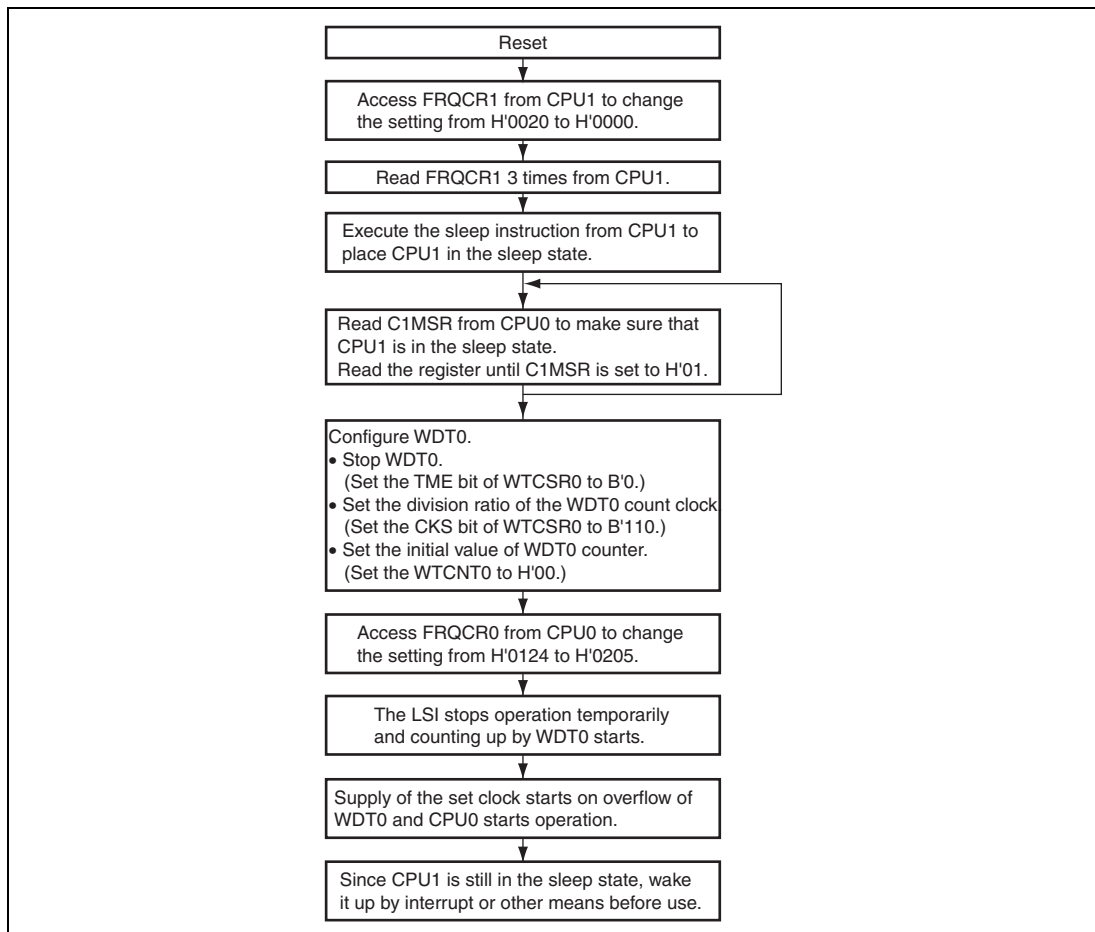 Reset
Access FRQCR1 from CPU1 to change
the setting from H'0020 to H'0000.
Read FRQCR1 3 times from CPU1.
Execute the sleep instruction from CPU1 to
place CPU1 in the sleep state.
Read C1MSR from CPU0 to make sure that
CPU1 is in the sleep state.
Read the register until C1MSR is set to H'01.
Configure WDT0.
• Stop WDT0.
(Set the TME bit of WTCSR0 to B'0.)
• Set the division ratio of the WDT0 count clock
(Set the CKS bit of WTCSR0 to B'110.)
• Set the initial value of WDT0 counter.
(Set the WTCNT0 to H'00.)
Access FRQCR0 from CPU0 to change
the setting from H'0124 to H'0205.
The LSI stops operation temporarily
and counting up by WDT0 starts.
Supply of the set clock starts on overflow of
WDT0 and CPU0 starts operation.
Since CPU1 is still in the sleep state, wake
it up by interrupt or other means before use.